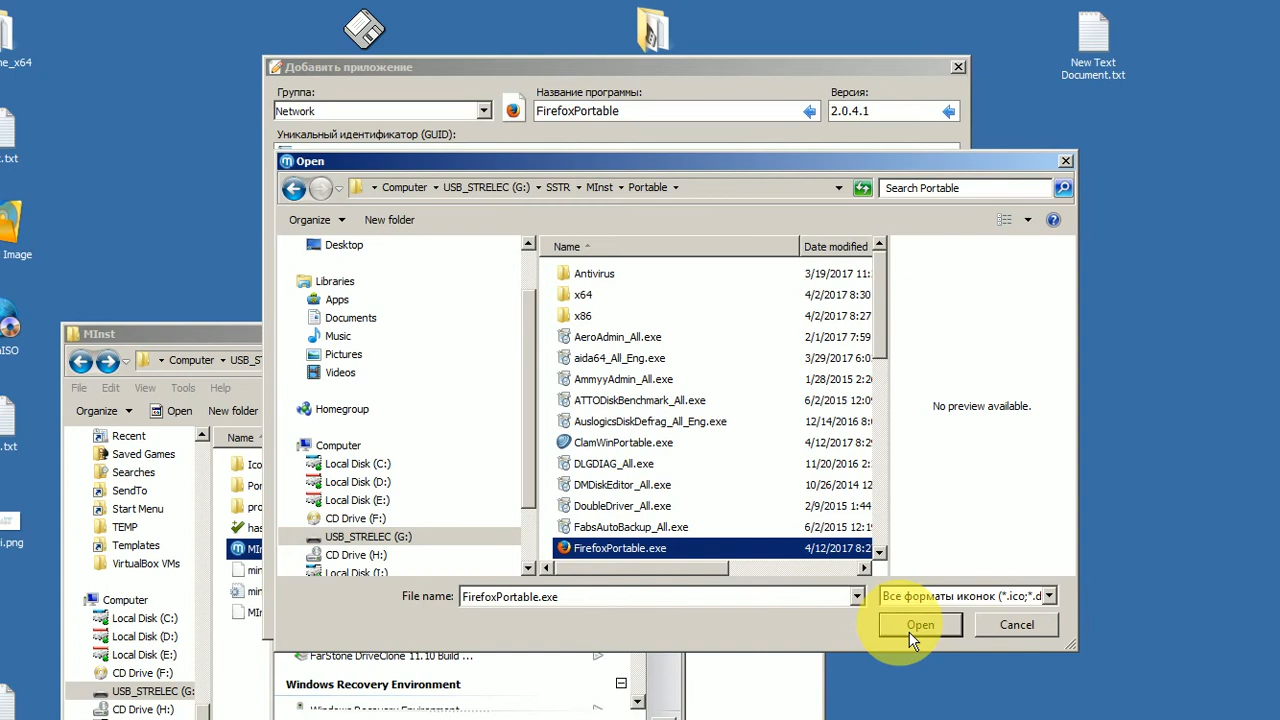 ne_x64
New Text
Document.txt
.txt
Image
nISO
.txt
i.png
Добавить приложение
Группа:
Название программы:
Версия:
Network
FirefoxPortable
2.0.4.1
Уникальный идентификатор (GUID):
Open
Computer
USB_STRELEC (G:)
SSTR
MInst
Portable
Search Portable
Organize
New folder
Desktop
Libraries
Apps
Documents
Music
Pictures
Videos
Homegroup
Computer
Local Disk (C:)
Local Disk (D:)
Local Disk (E:)
CD Drive (F:)
USB_STRELEC (G:)
CD Drive (H:)
Local Disk (I:)
Name
Date modified
Antivirus
3/19/2017 11:
x64
4/2/2017 8:30
x86
4/2/2017 8:27
AeroAdmin_All.exe
2/1/2017 7:59
aida64_All_Eng.exe
3/29/2017 6:0
AmmyyAdmin_All.exe
1/28/2015 2:2
ATTODiskBenchmark_All.exe
6/2/2015 12:0
AuslogicsDiskDefrag_All_Eng.exe
12/14/2016 8:
ClamWinPortable.exe
4/12/2017 8:2
DLGDIAG_All.exe
11/20/2016 2:
DMDiskEditor_All.exe
10/26/2014 1
DoubleDriver_All.exe
2/9/2015 1:44
FabsAutoBackup_All.exe
6/2/2015 12:1
FirefoxPortable.exe
4/12/2017 8:2
No preview available.
File name:
FirefoxPortable.exe
Все форматы иконок (*.ico;*.d
Open
Cancel
MInst
Computer
USB_ST
File
Edit
View
Tools
Help
Organize
Open
New folder
Recent
Saved Games
Searches
SendTo
Start Menu
TEMP
Templates
VirtualBox VMs
Computer
Local Disk (C:)
Local Disk (D:)
Local Disk (E:)
CD Drive (F:)
USB_STRELEC (G:
CD Drive (H:)
Name
Ico
Por
pro
has
MIn
min
min
MIn
FarStone DriveClone 11.10 Build ...
Windows Recovery Environment